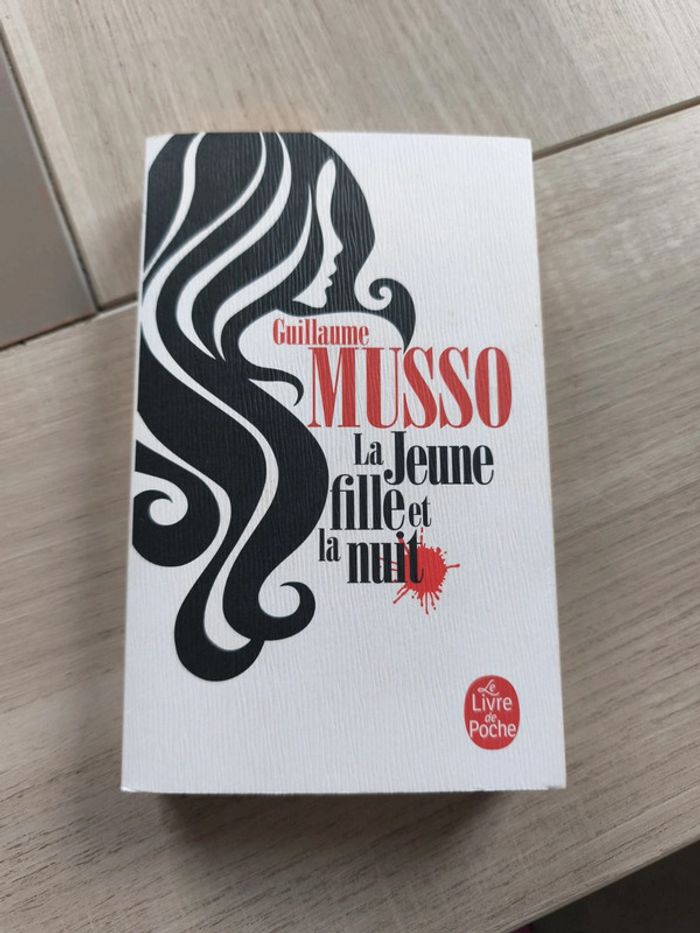 Guillaume
MUSSO
La Jeune
fille et
la nuit
Le
Livre
de
Poche